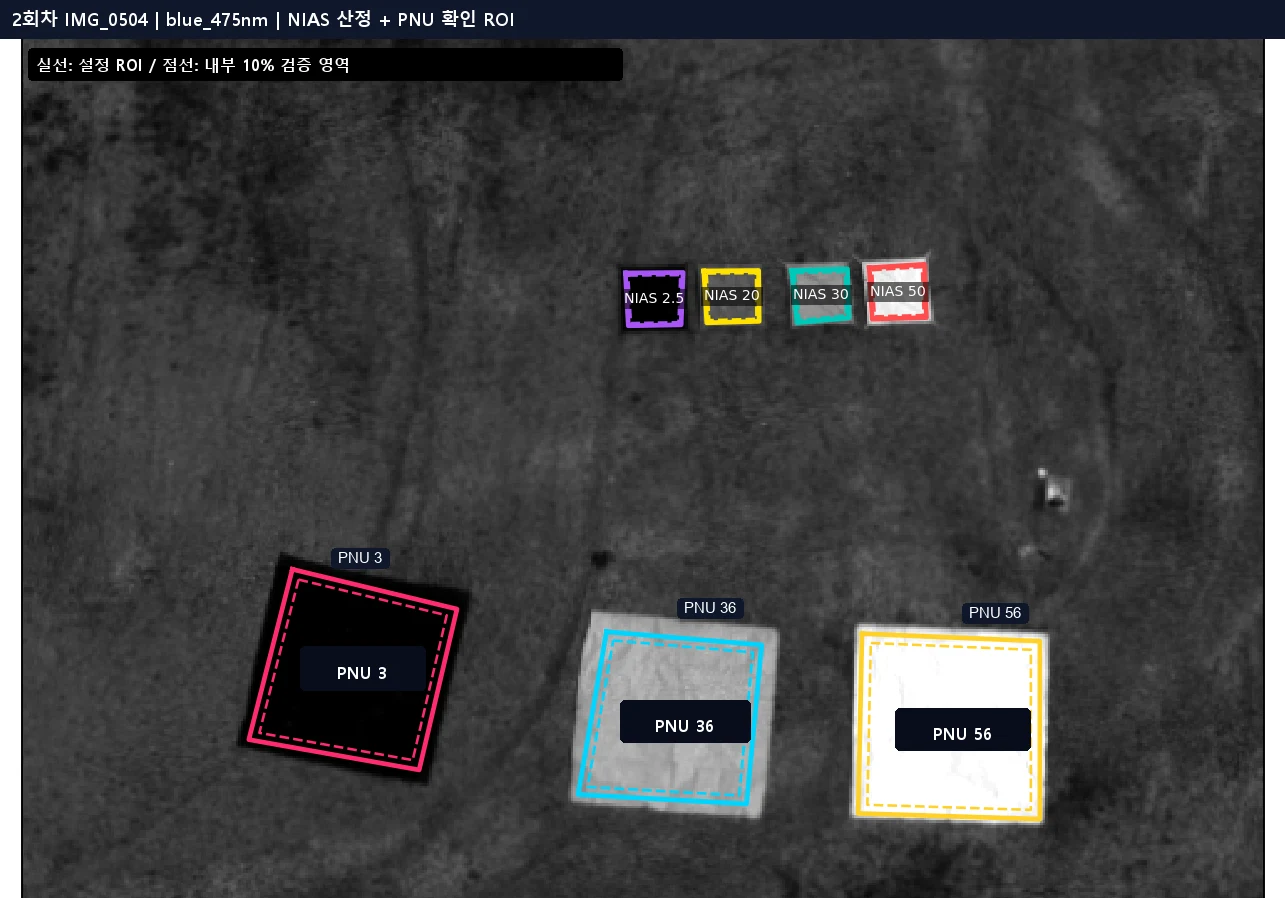 2회차 IMG_0504 | blue_475nm | NIAS 산정 + PNU 확인 ROI
실선: 설정 ROI / 점선: 내부 10% 검증 영역
NIAS 2.5
NIAS 20
NIAS 30
NIAS 50
PNU 3
PNU 3
PNU 36
PNU 36
PNU 56
PNU 56